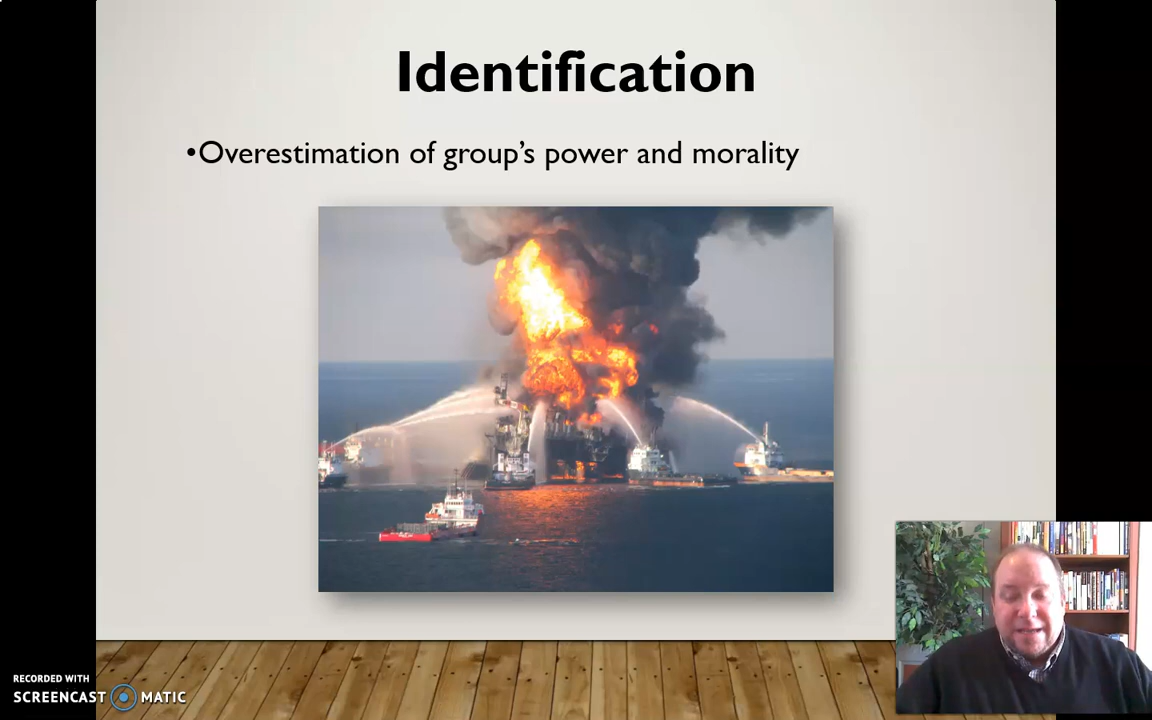 Identification
•Overestimation of group’s power and morality
RECORDED WITH
SCREENCAST MATIC